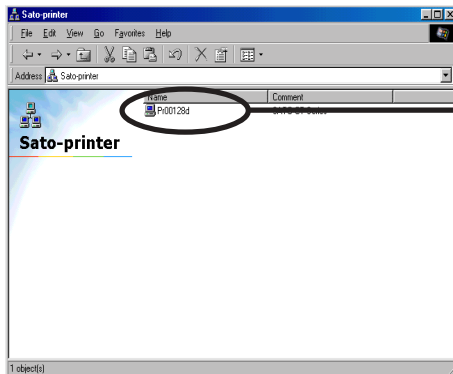 Sato-printer
File Edit View Go Favorites Help
Address Sato-printer
Name Comment
Pr00128d
Sato-printer
1 object(s)